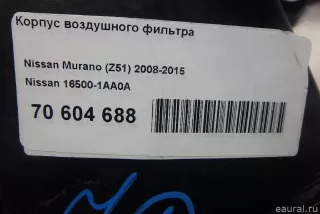 Корпус воздушного фильтра
Nissan Murano (Z51) 2008-2015
Nissan 16500-1AA0A
70 604 688
eaural.ru